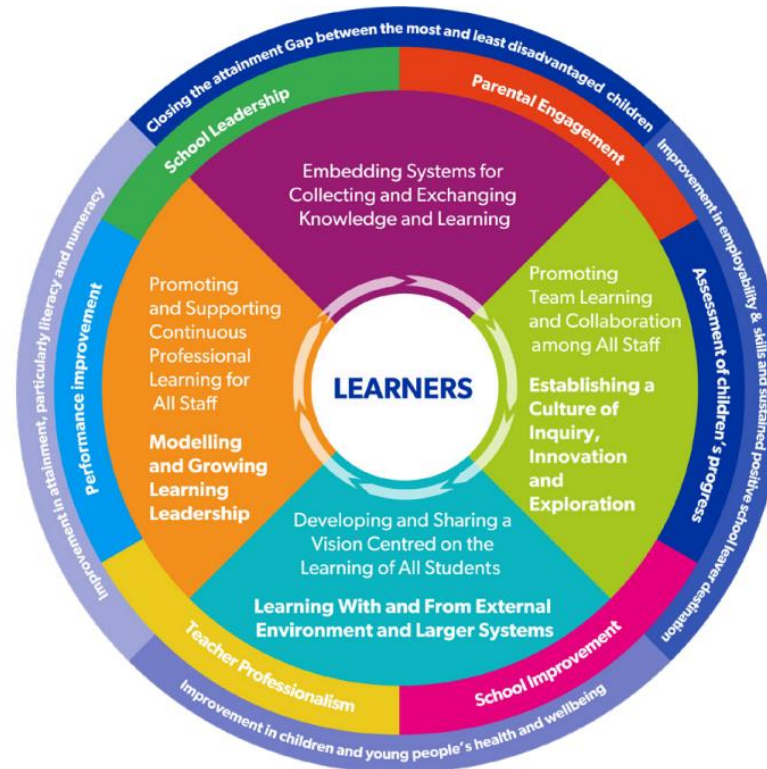 Closing the attainment Gap between the most and least disadvantaged children
School Leadership
Parental Engagement
Embedding Systems for
Collecting and Exchanging
Knowledge and Learning
Improvement in attainment, particularly literacy and numeracy
Performance improvement
Promoting
and Supporting
Continuous
Professional
Learning for
All Staff
Modelling
and Growing
Learning
Leadership
LEARNERS
Promoting
Team Learning
and Collaboration
among All Staff
Establishing a
Culture of
Inquiry,
Innovation
and
Exploration
Assessment of children's progress
Improvement in employability & skills and sustained positive school leaver destination
Developing and Sharing a
Vision Centred on the
Learning of All Students
Learning With and From External
Environment and Larger Systems
Teacher Professionalism
School Improvement
Improvement in children and young people's health and wellbeing